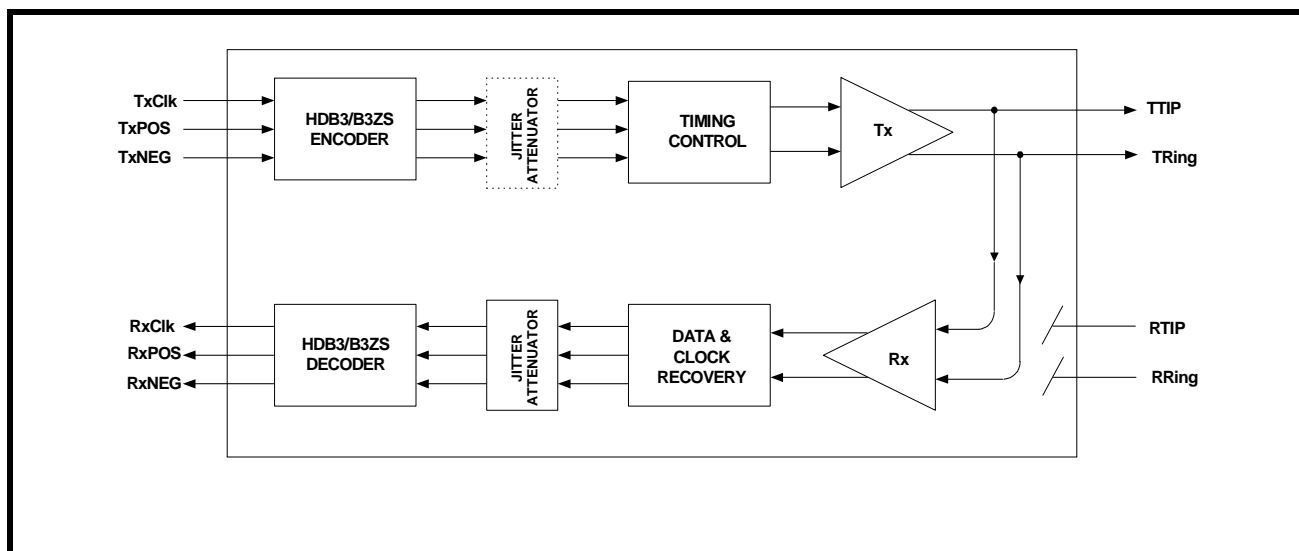 TxClk
TxPOS
TxNEG
HDB3/B3ZS
ENCODER
JITTER
ATTENUATOR
TIMING
CONTROL
Tx
TTIP
TRing
RxClk
RxPOS
RxNEG
HDB3/B3ZS
DECODER
JITTER
ATTENUATOR
DATA &
CLOCK
RECOVERY
Rx
RTIP
RRing